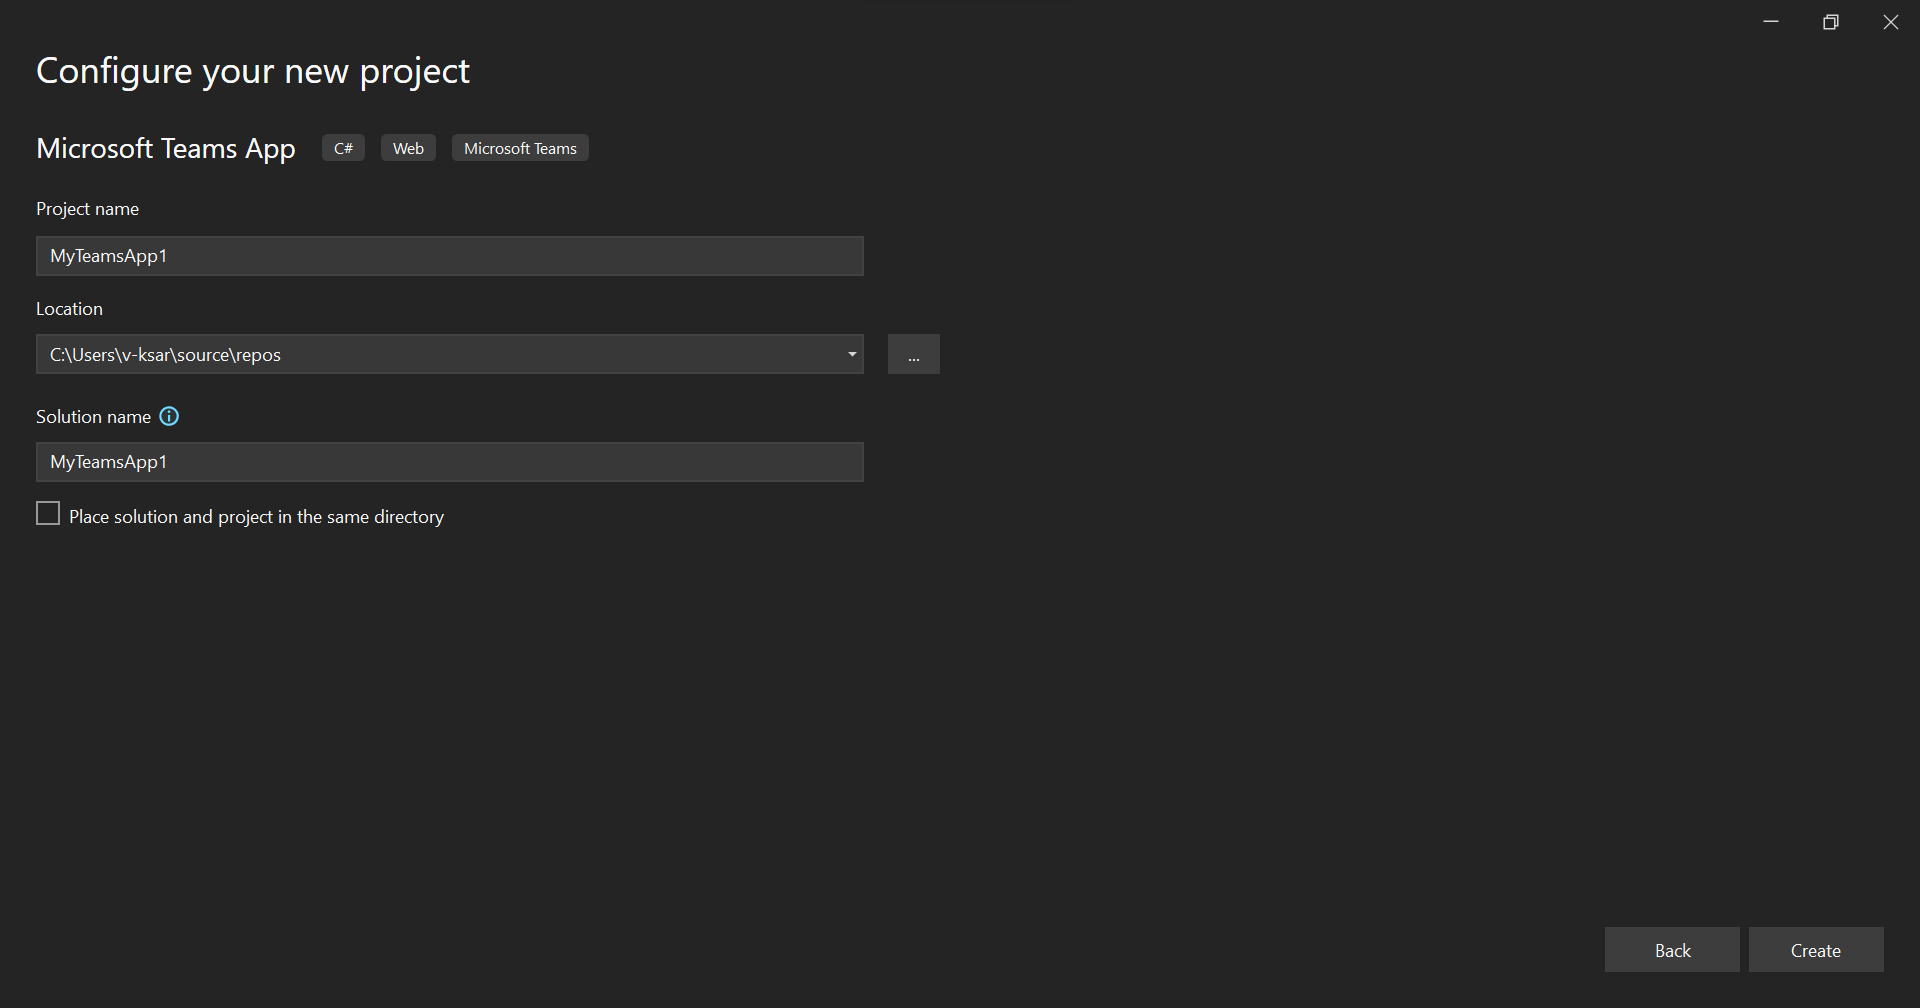 Configure your new project
Microsoft Teams App C# Web Microsoft Teams
Project name
MyTeamsApp1
Location
C:\Users\v-ksar\source\repos
...
Solution name
MyTeamsApp1
Place solution and project in the same directory
Back Create